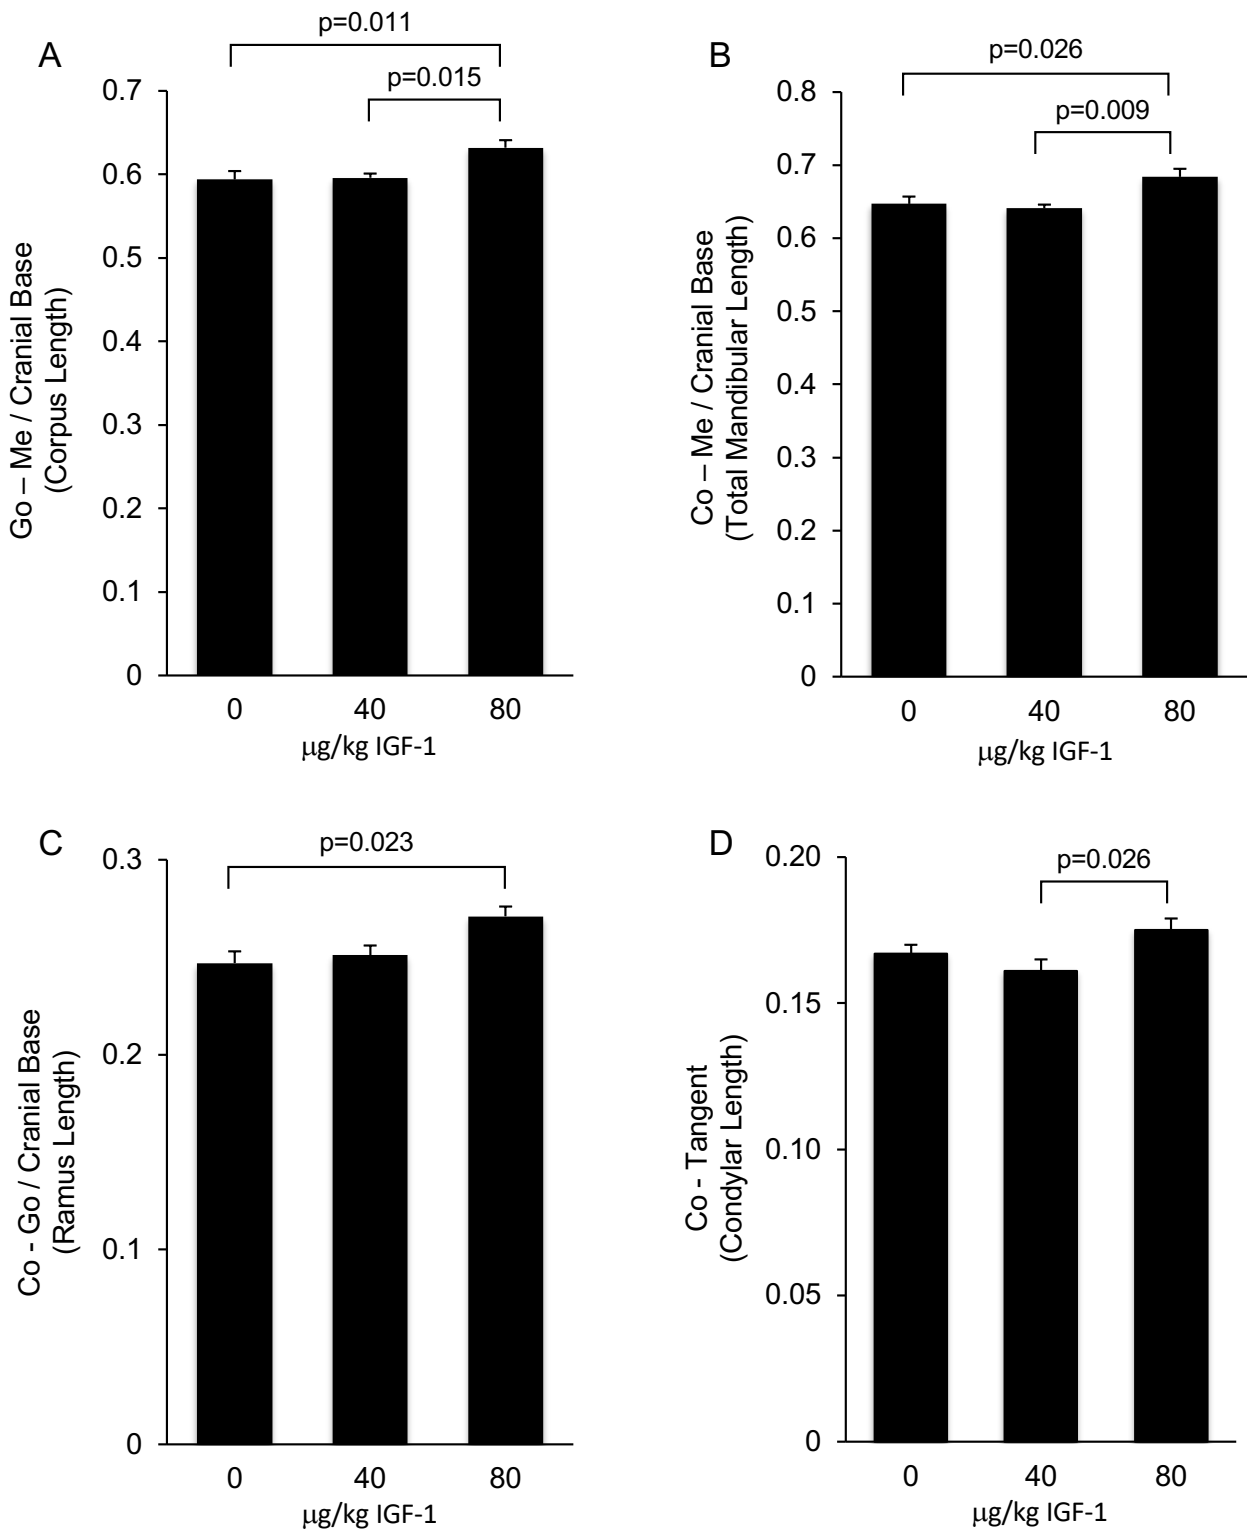 A
p=0.011
p=0.015
0.7
0.6
0.5
0.4
0.3
0.2
0.1
0
Go – Me / Cranial Base
(Corpus Length)
0 40 80
µg/kg IGF-1
B
p=0.026
p=0.009
0.8
0.7
0.6
0.5
0.4
0.3
0.2
0.1
0
Co – Me / Cranial Base
(Total Mandibular Length)
0 40 80
µg/kg IGF-1
C
p=0.023
0.3
0.2
0.1
0
Co - Go / Cranial Base
(Ramus Length)
0 40 80
µg/kg IGF-1
D
p=0.026
0.20
0.15
0.10
0.05
0
Co - Tangent
(Condylar Length)
0 40 80
µg/kg IGF-1